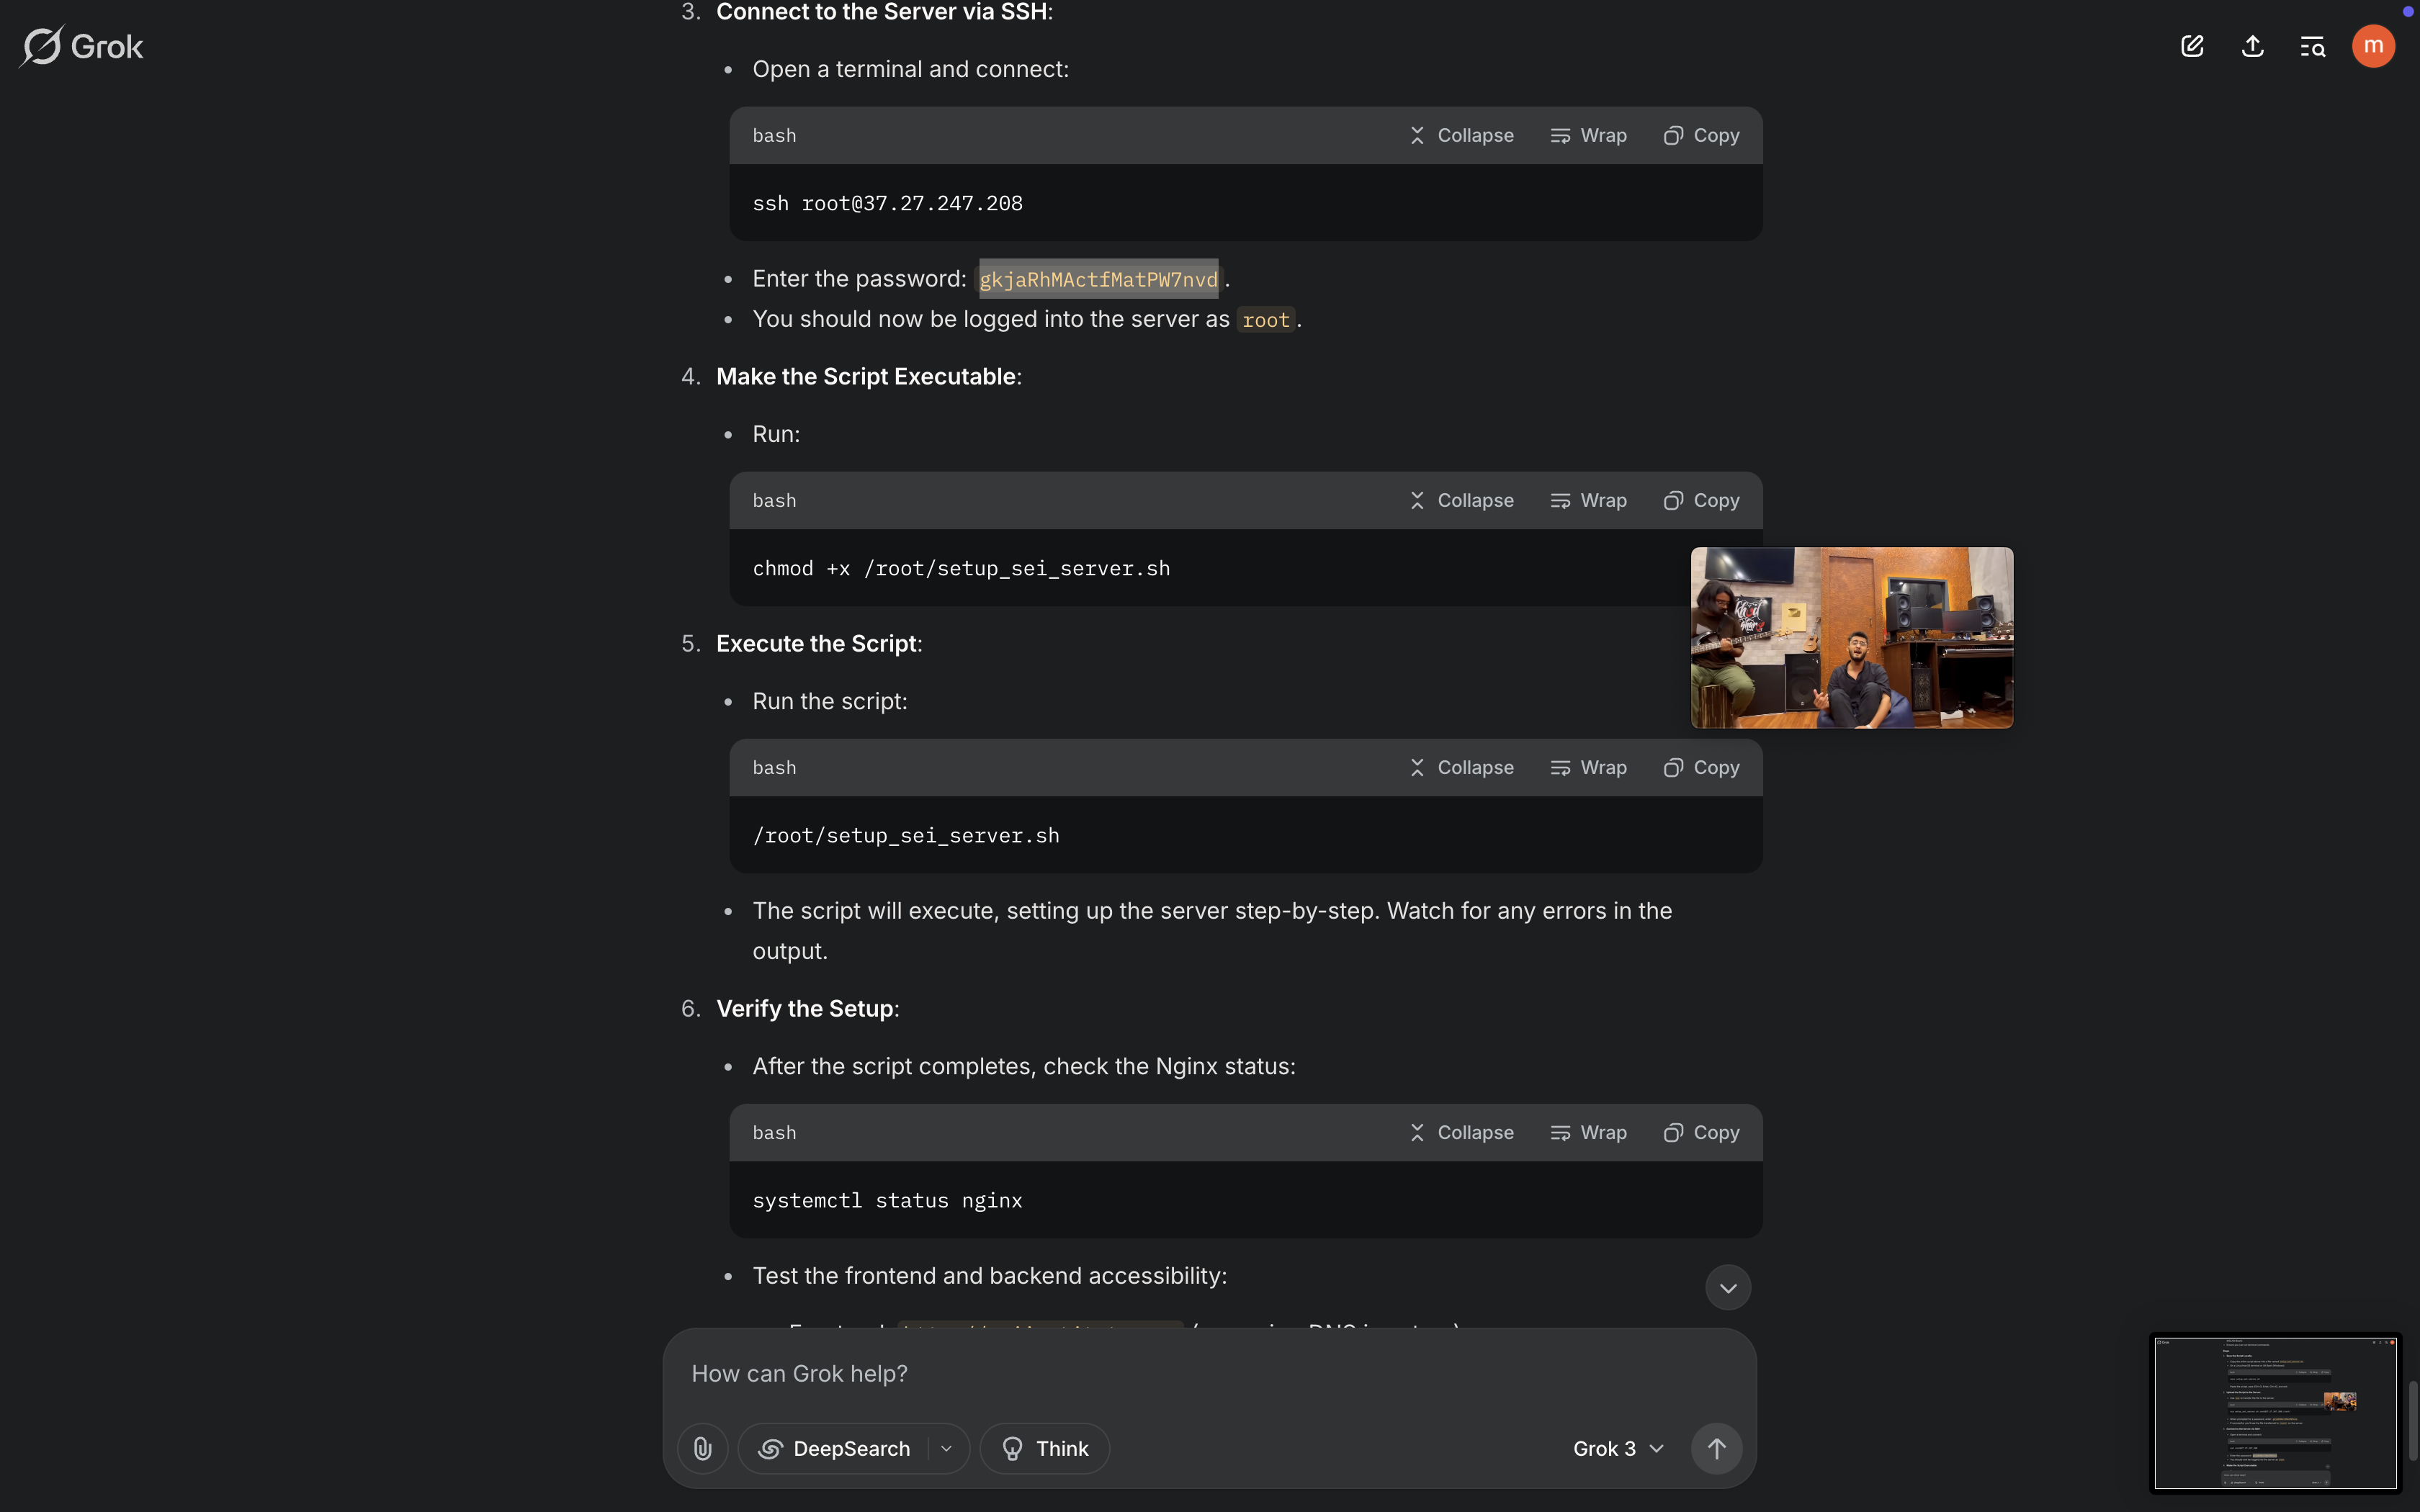 Grok
m
3. Connect to the Server via SSH:
• Open a terminal and connect:
bash Collapse Wrap Copy
ssh root@37.27.247.208
• Enter the password: gkjaRhMActfMatPW7nvd.
• You should now be logged into the server as root.
4. Make the Script Executable:
• Run:
bash Collapse Wrap Copy
chmod +x /root/setup_sei_server.sh
5. Execute the Script:
• Run the script:
bash Collapse Wrap Copy
/root/setup_sei_server.sh
• The script will execute, setting up the server step-by-step. Watch for any errors in the
output.
6. Verify the Setup:
• After the script completes, check the Nginx status:
bash Collapse Wrap Copy
systemctl status nginx
• Test the frontend and backend accessibility:
How can Grok help?
DeepSearch Think Grok 3